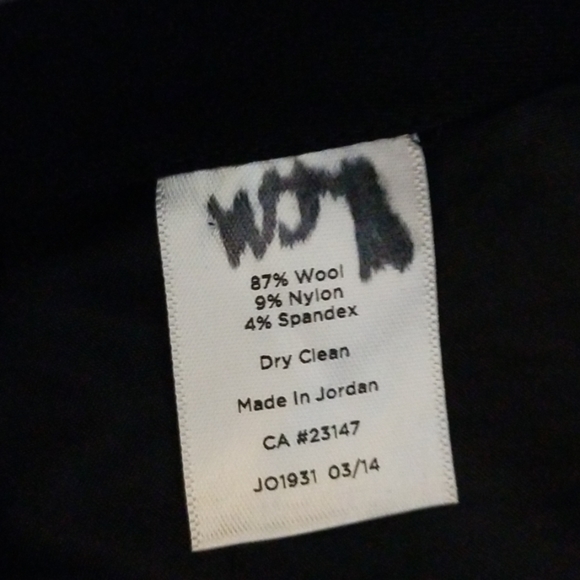 87% Wool
9% Nylon
4% Spandex
Dry Clean
Made In Jordan
CA #23147
JO1931 03/14